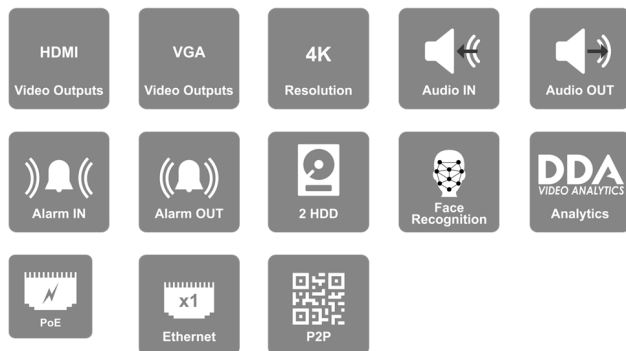 HDMI
Video Outputs
VGA
Video Outputs
4K
Resolution
Audio IN
Audio OUT
Alarm IN
Alarm OUT
2 HDD
Face
Recognition
DDA
VIDEO ANALYTICS
Analytics
PoE
x1
Ethernet
P2P